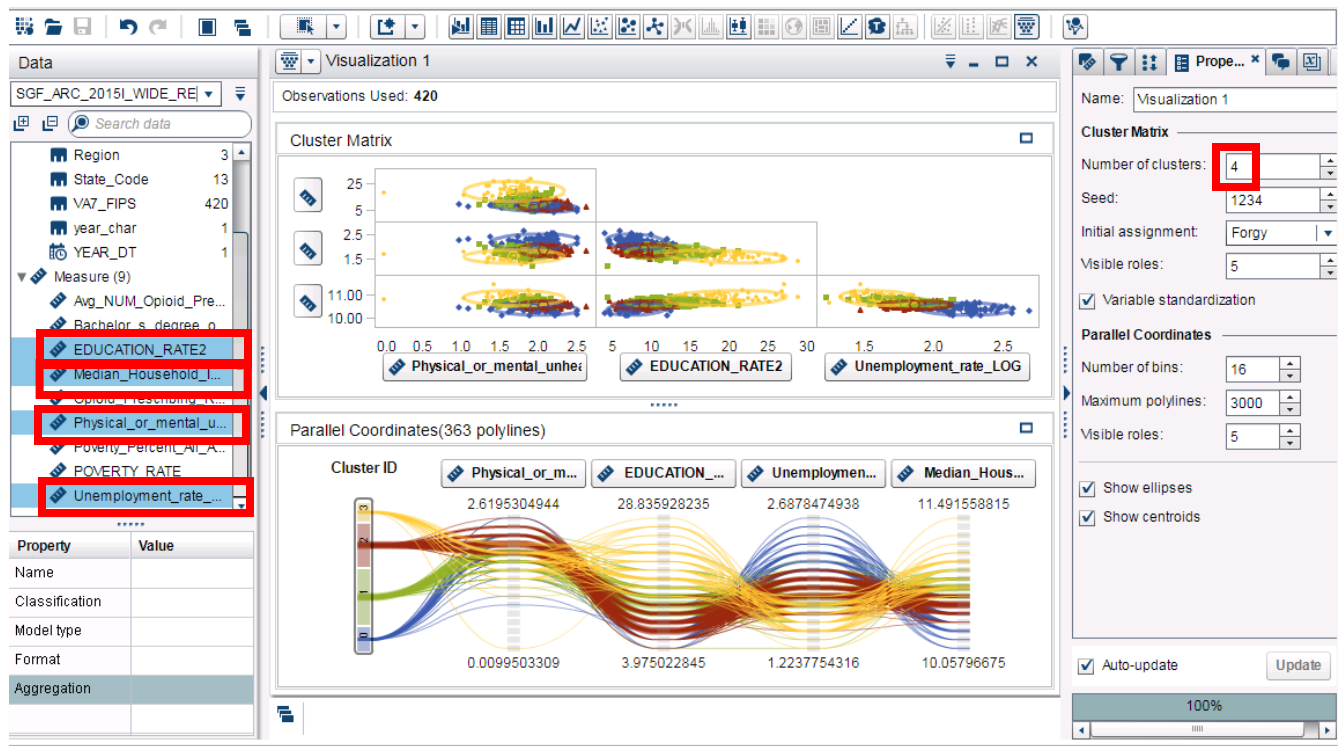 Data
SGF_ARC_2015I_WIDE_RE
Search data
Region 3
State_Code 13
VA7_FIPS 420
year_char 1
YEAR_DT 1
Measure (9)
Avg_NUM_Opioid_Pre...
Bachelor_s_degree_o...
EDUCATION_RATE2
Median_Household_I...
Physical_or_mental_u...
Poverty_Percent_All_A...
POVERTY_RATE
Unemployment_rate_...
Property Value
Name
Classification
Model type
Format
Aggregation
Visualization 1
Observations Used: 420
Cluster Matrix
25
5
2.5
1.5
11.00
10.00
0.0 0.5 1.0 1.5 2.0 2.5 5 10 15 20 25 30 1.5 2.0 2.5
Physical_or_mental_unhea EDUCATION_RATE2 Unemployment_rate_LOG
Parallel Coordinates(363 polylines)
Cluster ID Physical_or_m... EDUCATION_... Unemploymen... Median_Hous...
2.6195304944 28.835928235 2.6878474938 11.491558815
3
2
1
0
0.0099503309 3.975022845 1.2237754316 10.05796675
Prope... ×
Name: Visualization 1
Cluster Matrix
Number of clusters: 4
Seed: 1234
Initial assignment: Forgy
Visible roles: 5
Variable standardization
Parallel Coordinates
Number of bins: 16
Maximum polylines: 3000
Visible roles: 5
Show ellipses
Show centroids
Auto-update Update
100%